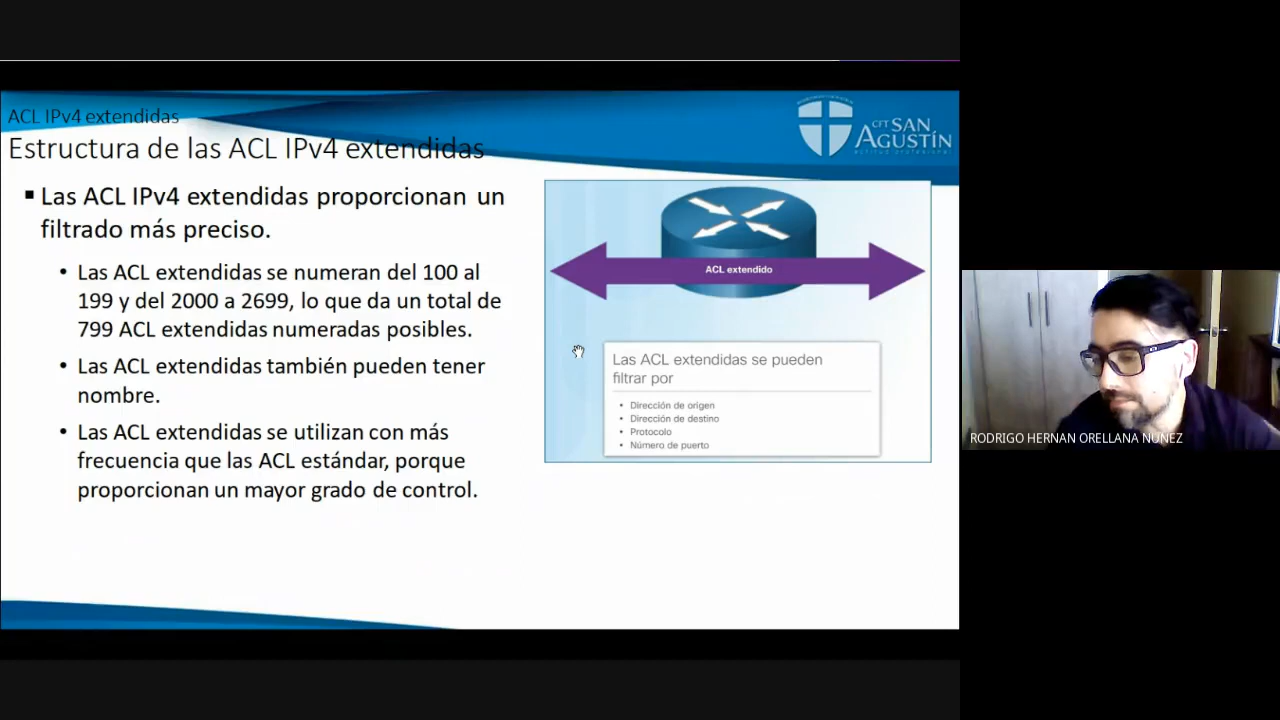 ACL IPv4 extendidas
Estructura de las ACL IPv4 extendidas
CFT SAN
AGUSTÍN
▪ Las ACL IPv4 extendidas proporcionan un
filtrado más preciso.
• Las ACL extendidas se numeran del 100 al
199 y del 2000 a 2699, lo que da un total de
799 ACL extendidas numeradas posibles.
• Las ACL extendidas también pueden tener
nombre.
• Las ACL extendidas se utilizan con más
frecuencia que las ACL estándar, porque
proporcionan un mayor grado de control.
ACL extendido
Las ACL extendidas se pueden
filtrar por
• Dirección de origen
• Dirección de destino
• Protocolo
• Número de puerto
RODRIGO HERNAN ORELLANA NUNEZ